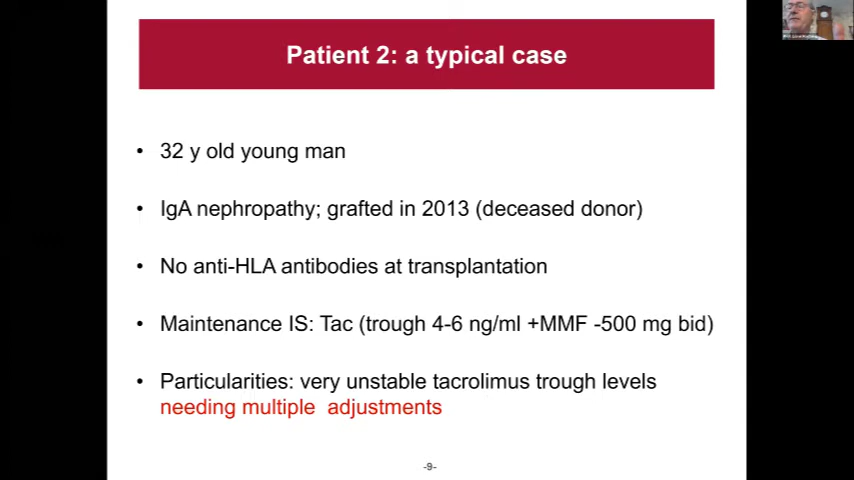 Patient 2: a typical case
• 32 y old young man
• IgA nephropathy; grafted in 2013 (deceased donor)
• No anti-HLA antibodies at transplantation
• Maintenance IS: Tac (trough 4-6 ng/ml +MMF -500 mg bid)
• Particularities: very unstable tacrolimus trough levels
needing multiple  adjustments
-9-